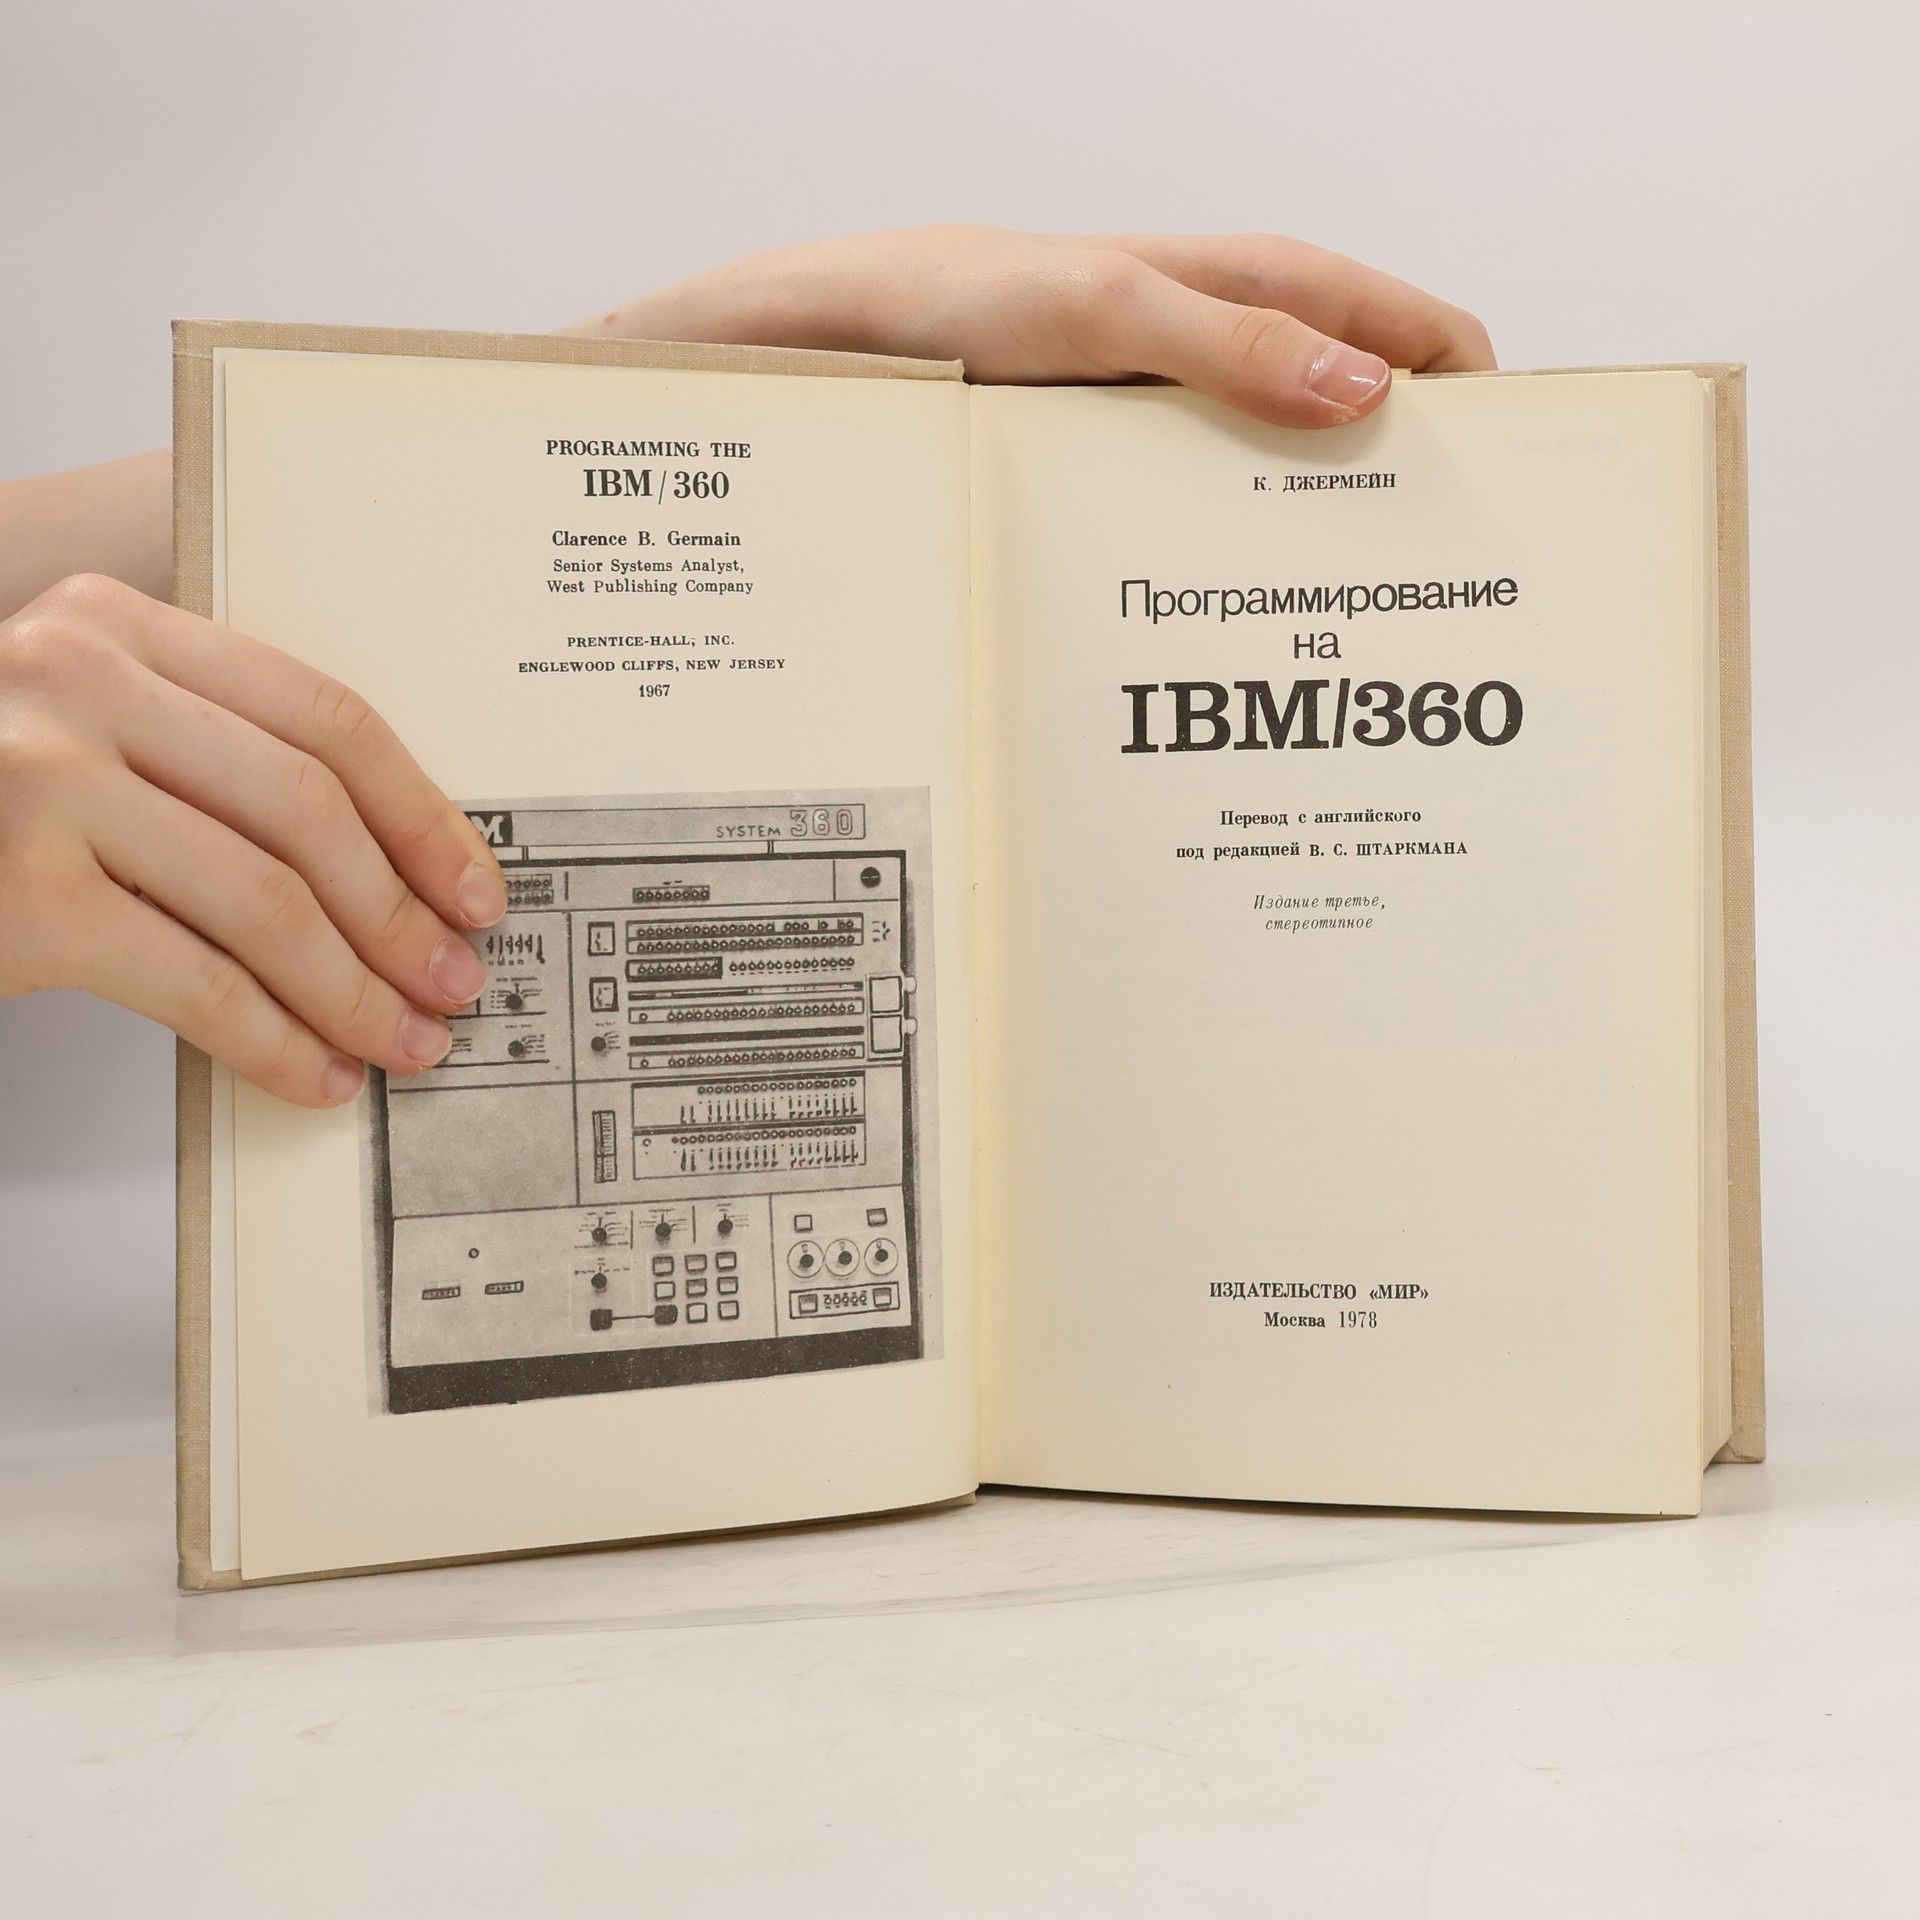 PROGRAMMING THE
IBM/360
Clarence B. Germain
Senior Systems Analyst,
West Publishing Company
PRENTICE-HALL, INC.
ENGLEWOOD CLIFFS, NEW JERSEY
1967
SYSTEM 360
К. ДЖЕРМЕЙН
Программирование
на
IBM/360
Перевод с английского
под редакцией В. С. ШТАРКМАНА
Издание третье,
стереотипное
ИЗДАТЕЛЬСТВО «МИР»
Москва 1978